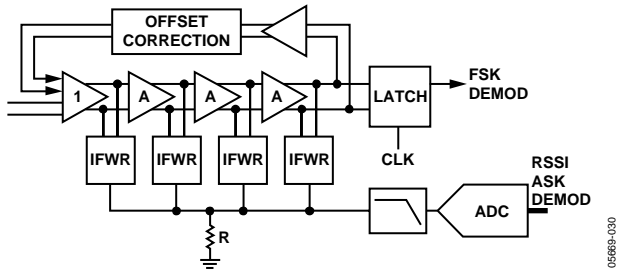 OFFSET
CORRECTION
1
A
A
A
LATCH
FSK
DEMOD
IFWR
IFWR
IFWR
IFWR
CLK
RSSI
ASK
DEMOD
R
ADC
05669-030